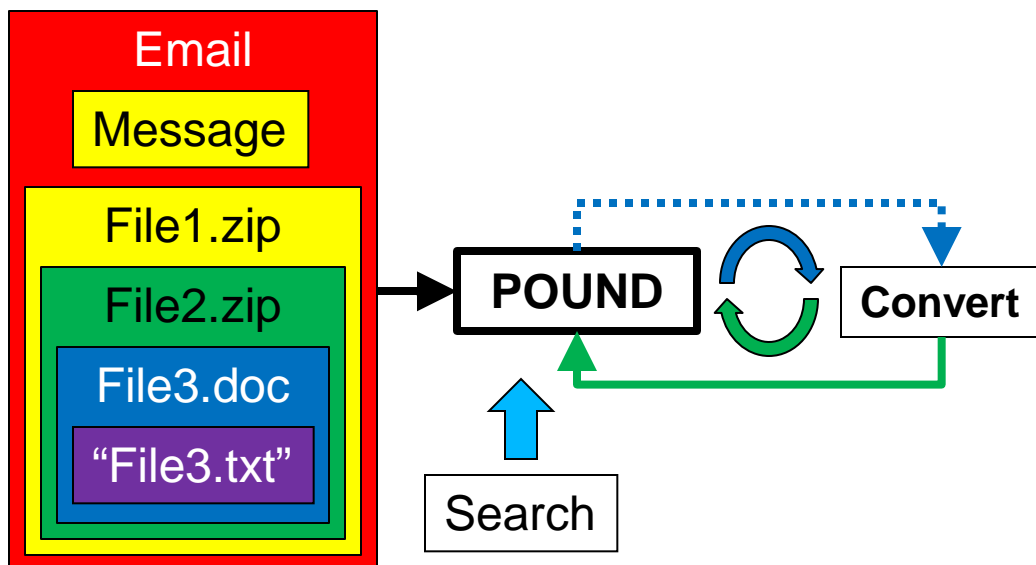 Email
Message
File1.zip
File2.zip
File3.doc
“File3.txt”
POUND
Convert
Search